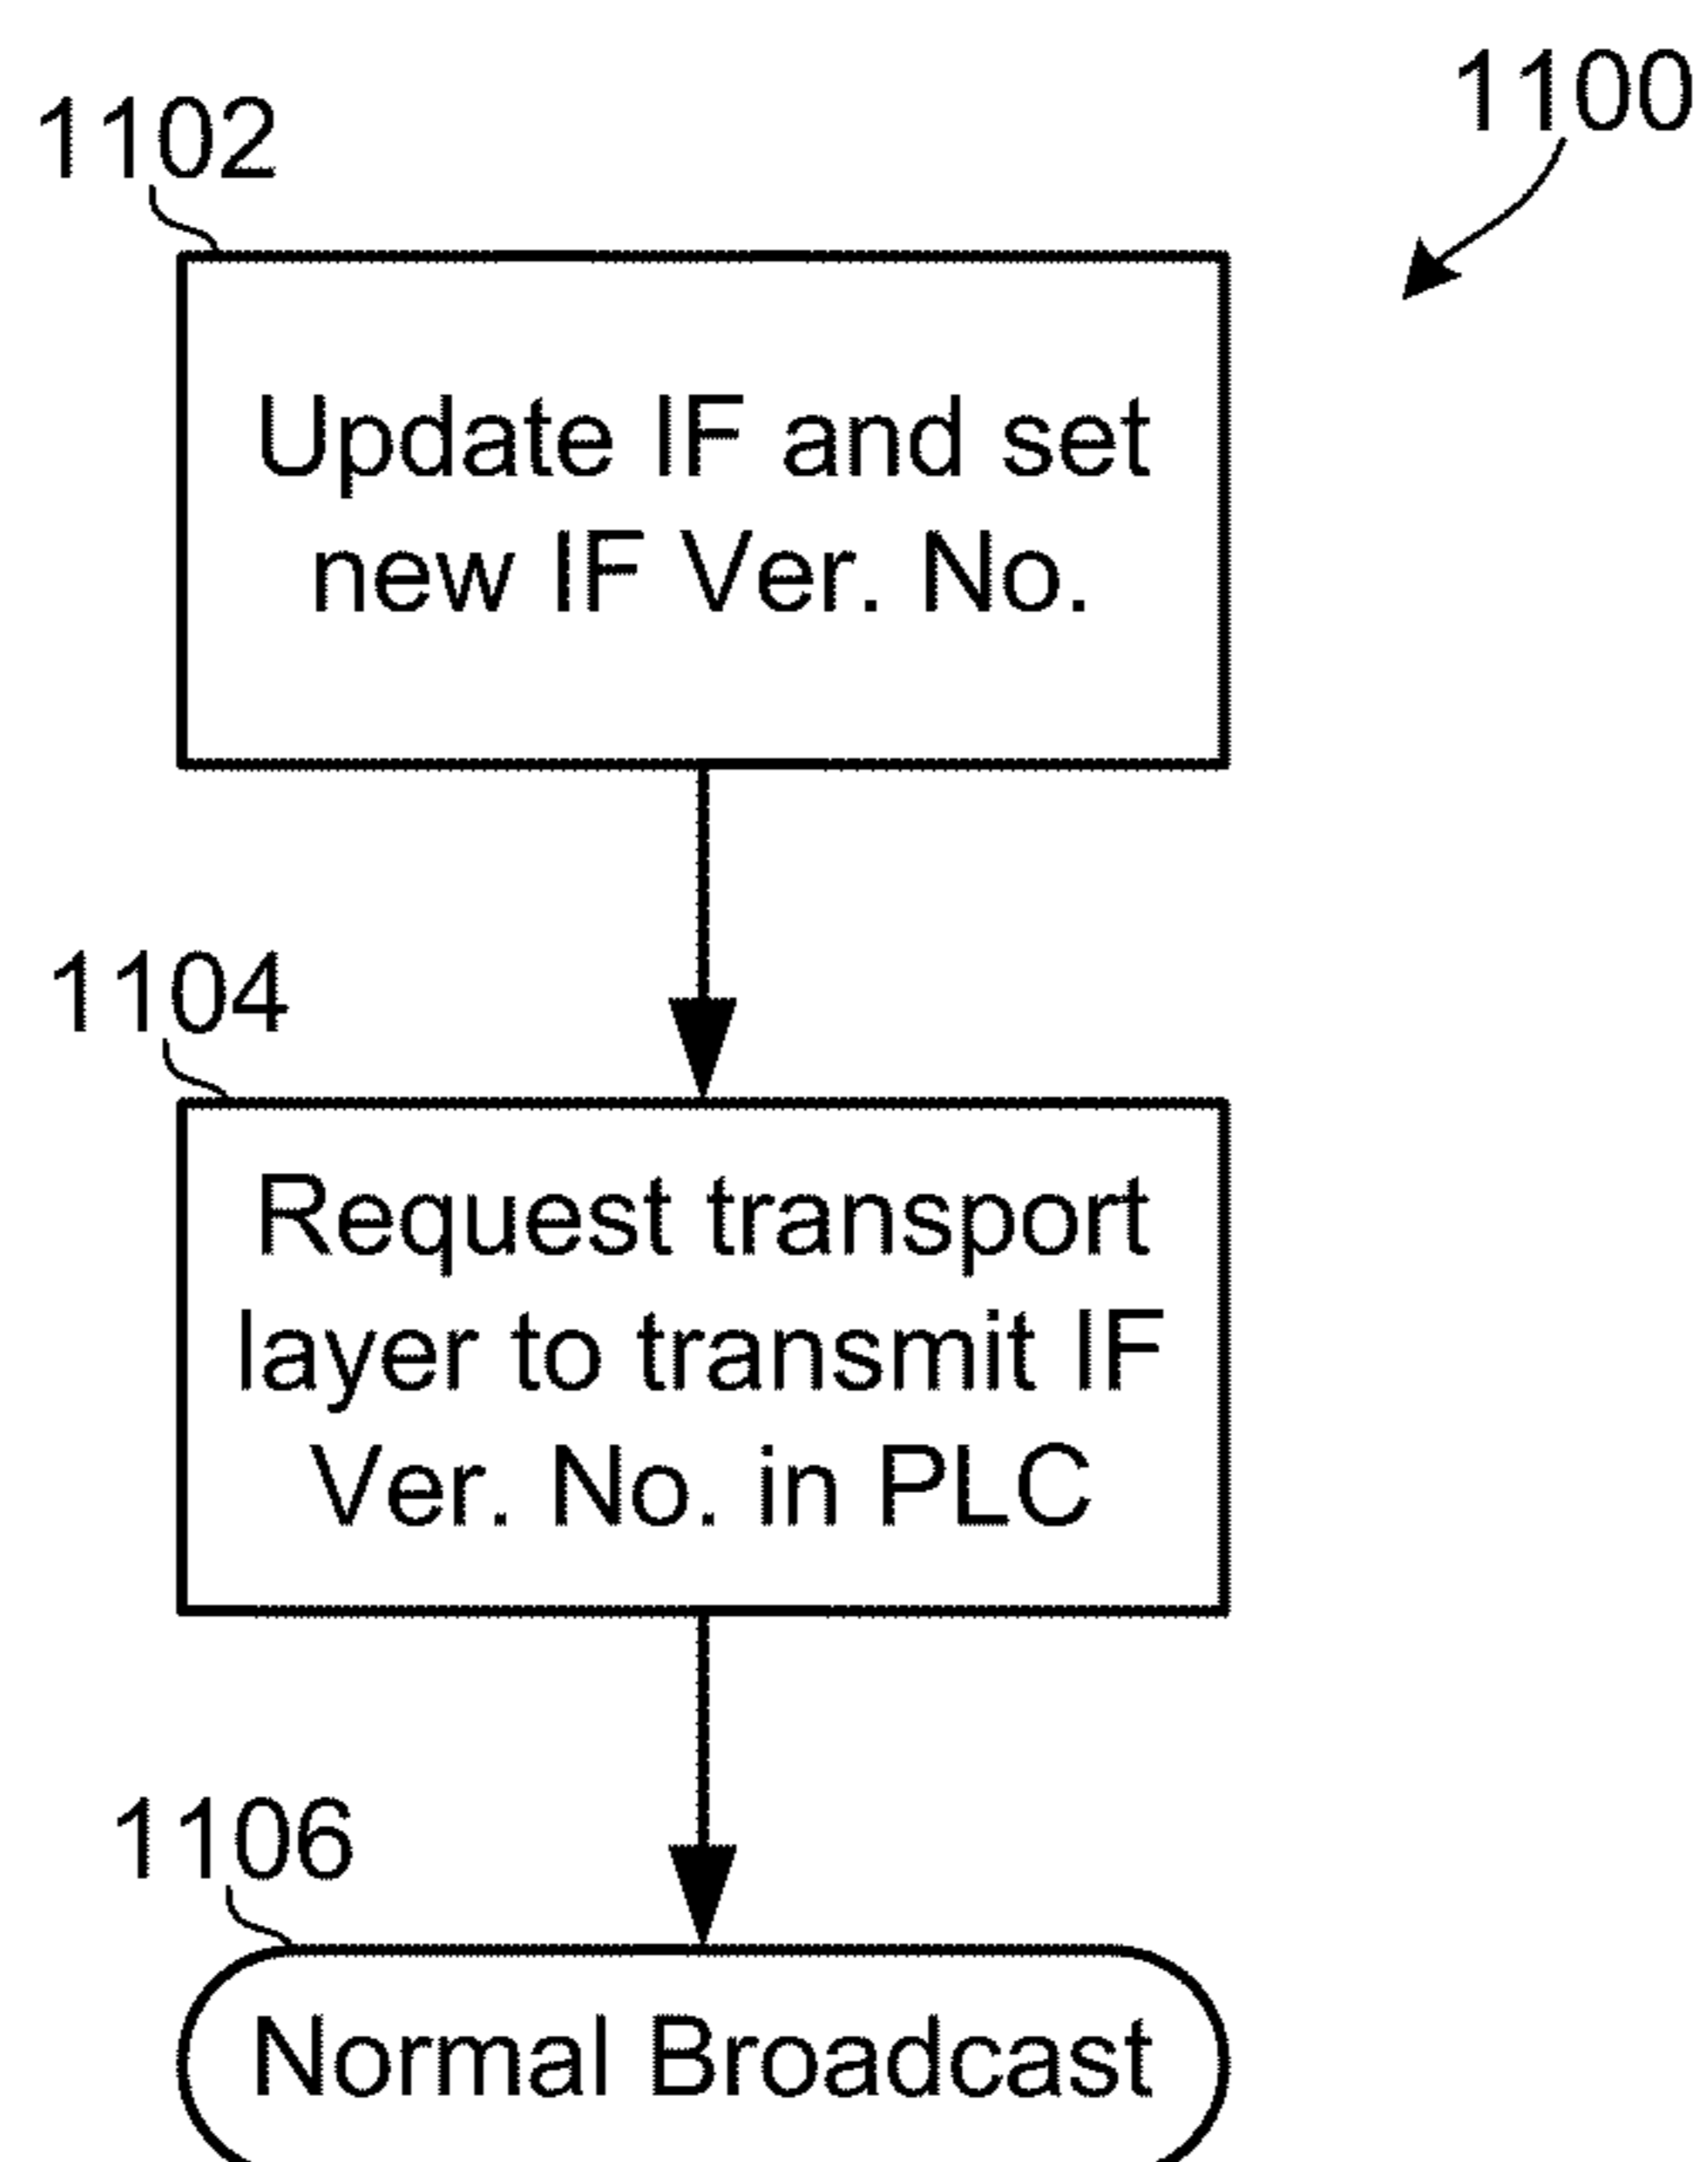 1100
1102
Update IF and set
new IF Ver. No.
1104
Request transport
layer to transmit IF
Ver. No. in PLC
1106
Normal Broadcast